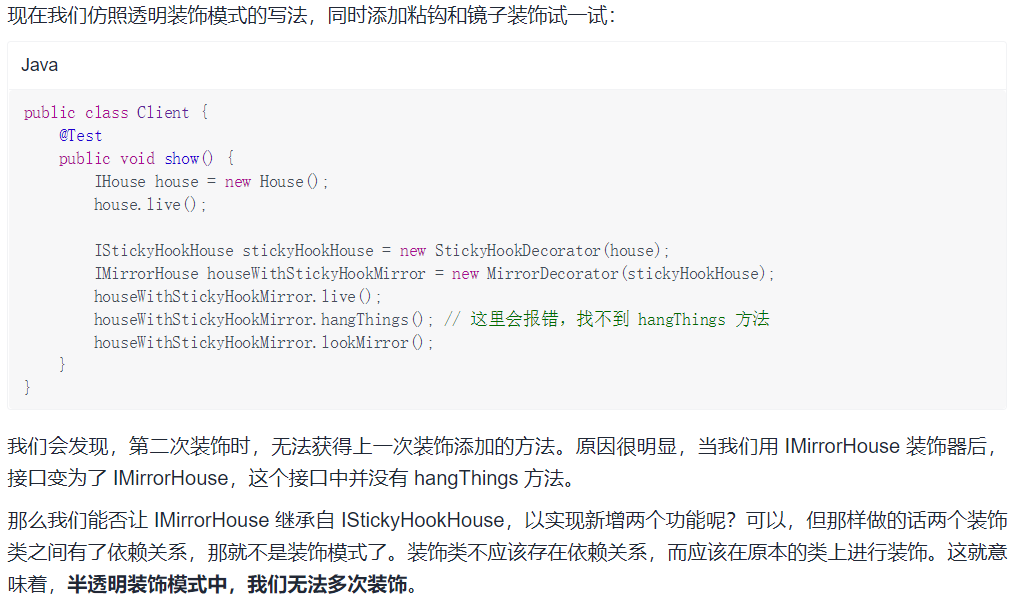 现在我们仿照透明装饰模式的写法，同时添加粘钩和镜子装饰试一试：
Java
public class Client {
    @Test
    public void show() {
        IHouse house = new House();
        house.live();

        IStickyHookHouse stickyHookHouse = new StickyHookDecorator(house);
        IMirrorHouse houseWithStickyHookMirror = new MirrorDecorator(stickyHookHouse);
        houseWithStickyHookMirror.live();
        houseWithStickyHookMirror.hangThings(); // 这里会报错，找不到 hangThings 方法
        houseWithStickyHookMirror.lookMirror();
    }
}
我们会发现，第二次装饰时，无法获得上一次装饰添加的方法。原因很明显，当我们用 IMirrorHouse 装饰器后，
接口变为了 IMirrorHouse，这个接口中并没有 hangThings 方法。
那么我们能否让 IMirrorHouse 继承自 IStickyHookHouse，以实现新增两个功能呢？可以，但那样做的话两个装饰
类之间有了依赖关系，那就不是装饰模式了。装饰类不应该存在依赖关系，而应该在原本的类上进行装饰。这就意
味着，半透明装饰模式中，我们无法多次装饰。